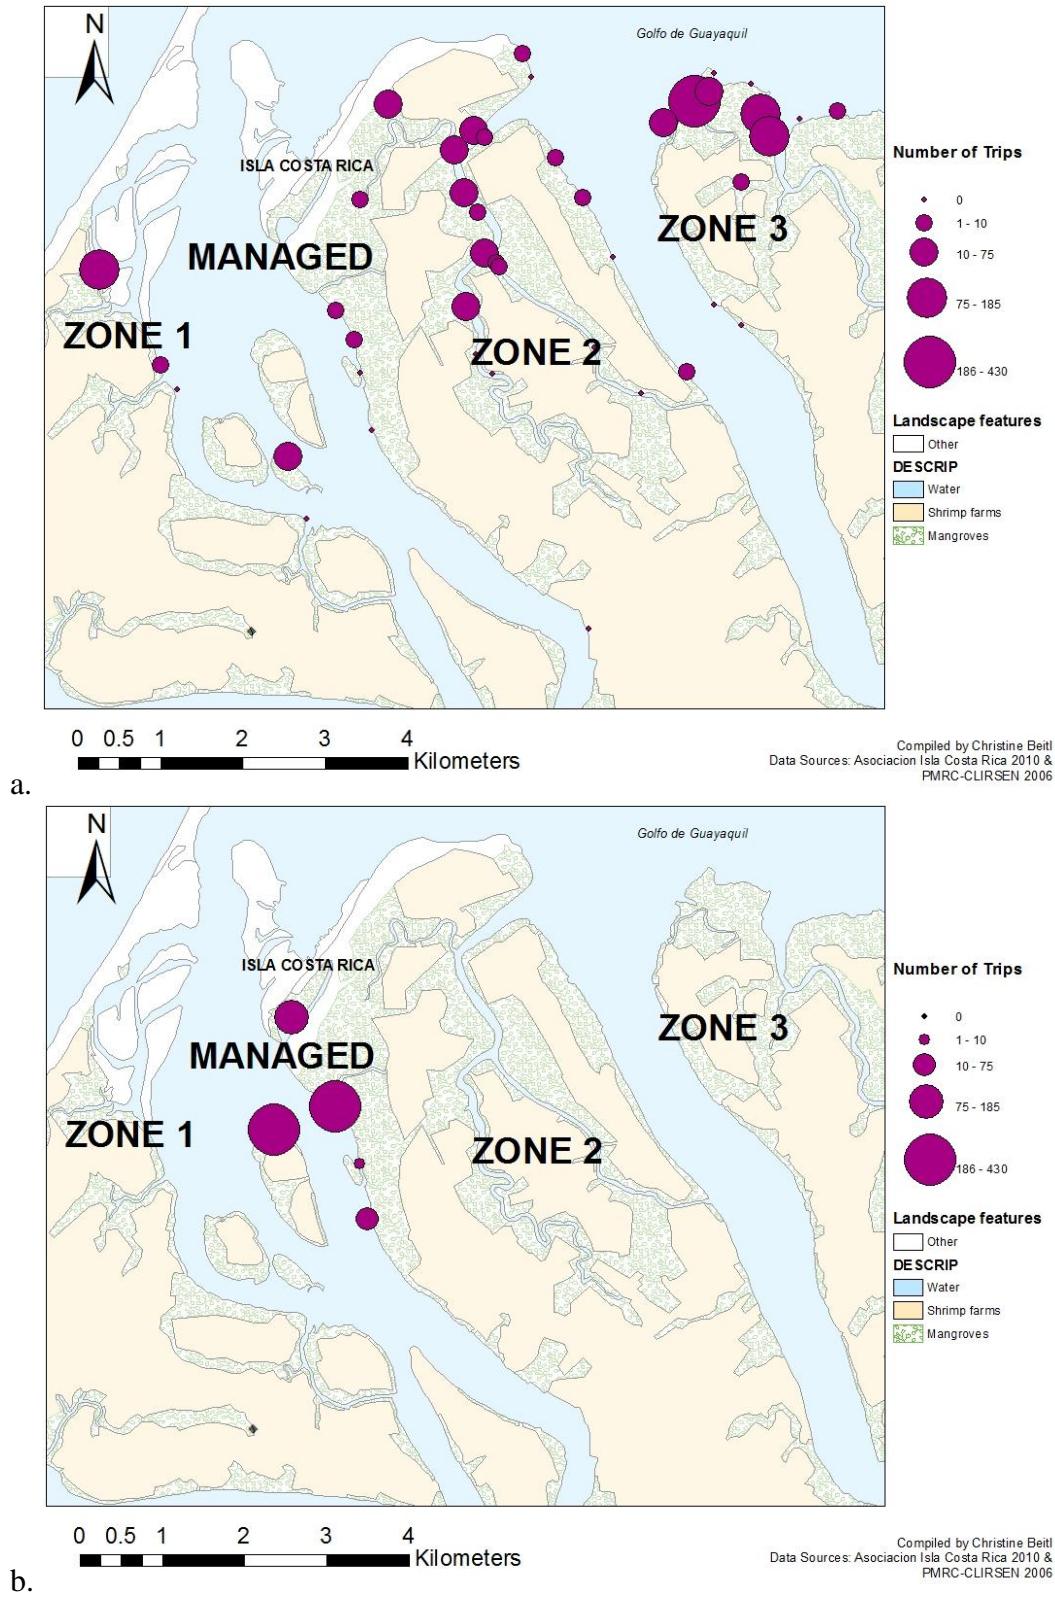 N
Golfo de Guayaquil
ISLA COSTA RICA
MANAGED
ZONE 1
ZONE 2
ZONE 3
Number of Trips
0
1 - 10
10 - 75
75 - 185
186 - 430
Landscape features
Other
DESCRIP
Water
Shrimp farms
Mangroves
0 0.5 1 2 3 4
Kilometers
Compiled by Christine Beitl
Data Sources: Asociacion Isla Costa Rica 2010 &
PMRC-CLIRSEN 2006
a.
N
Golfo de Guayaquil
ISLA COSTA RICA
MANAGED
ZONE 1
ZONE 2
ZONE 3
Number of Trips
0
1 - 10
10 - 75
75 - 185
186 - 430
Landscape features
Other
DESCRIP
Water
Shrimp farms
Mangroves
0 0.5 1 2 3 4
Kilometers
Compiled by Christine Beitl
Data Sources: Asociacion Isla Costa Rica 2010 &
PMRC-CLIRSEN 2006
b.